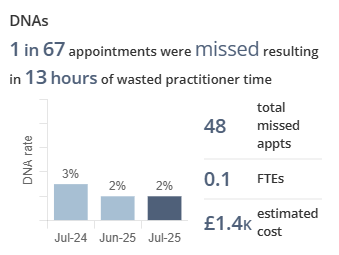 DNAs
1 in 67 appointments were missed resulting
in 13 hours of wasted practitioner time
DNA rate
3%
2%
2%
Jul-24
Jun-25
Jul-25
48
total
missed
appts
0.1
FTEs
£1.4K
estimated
cost